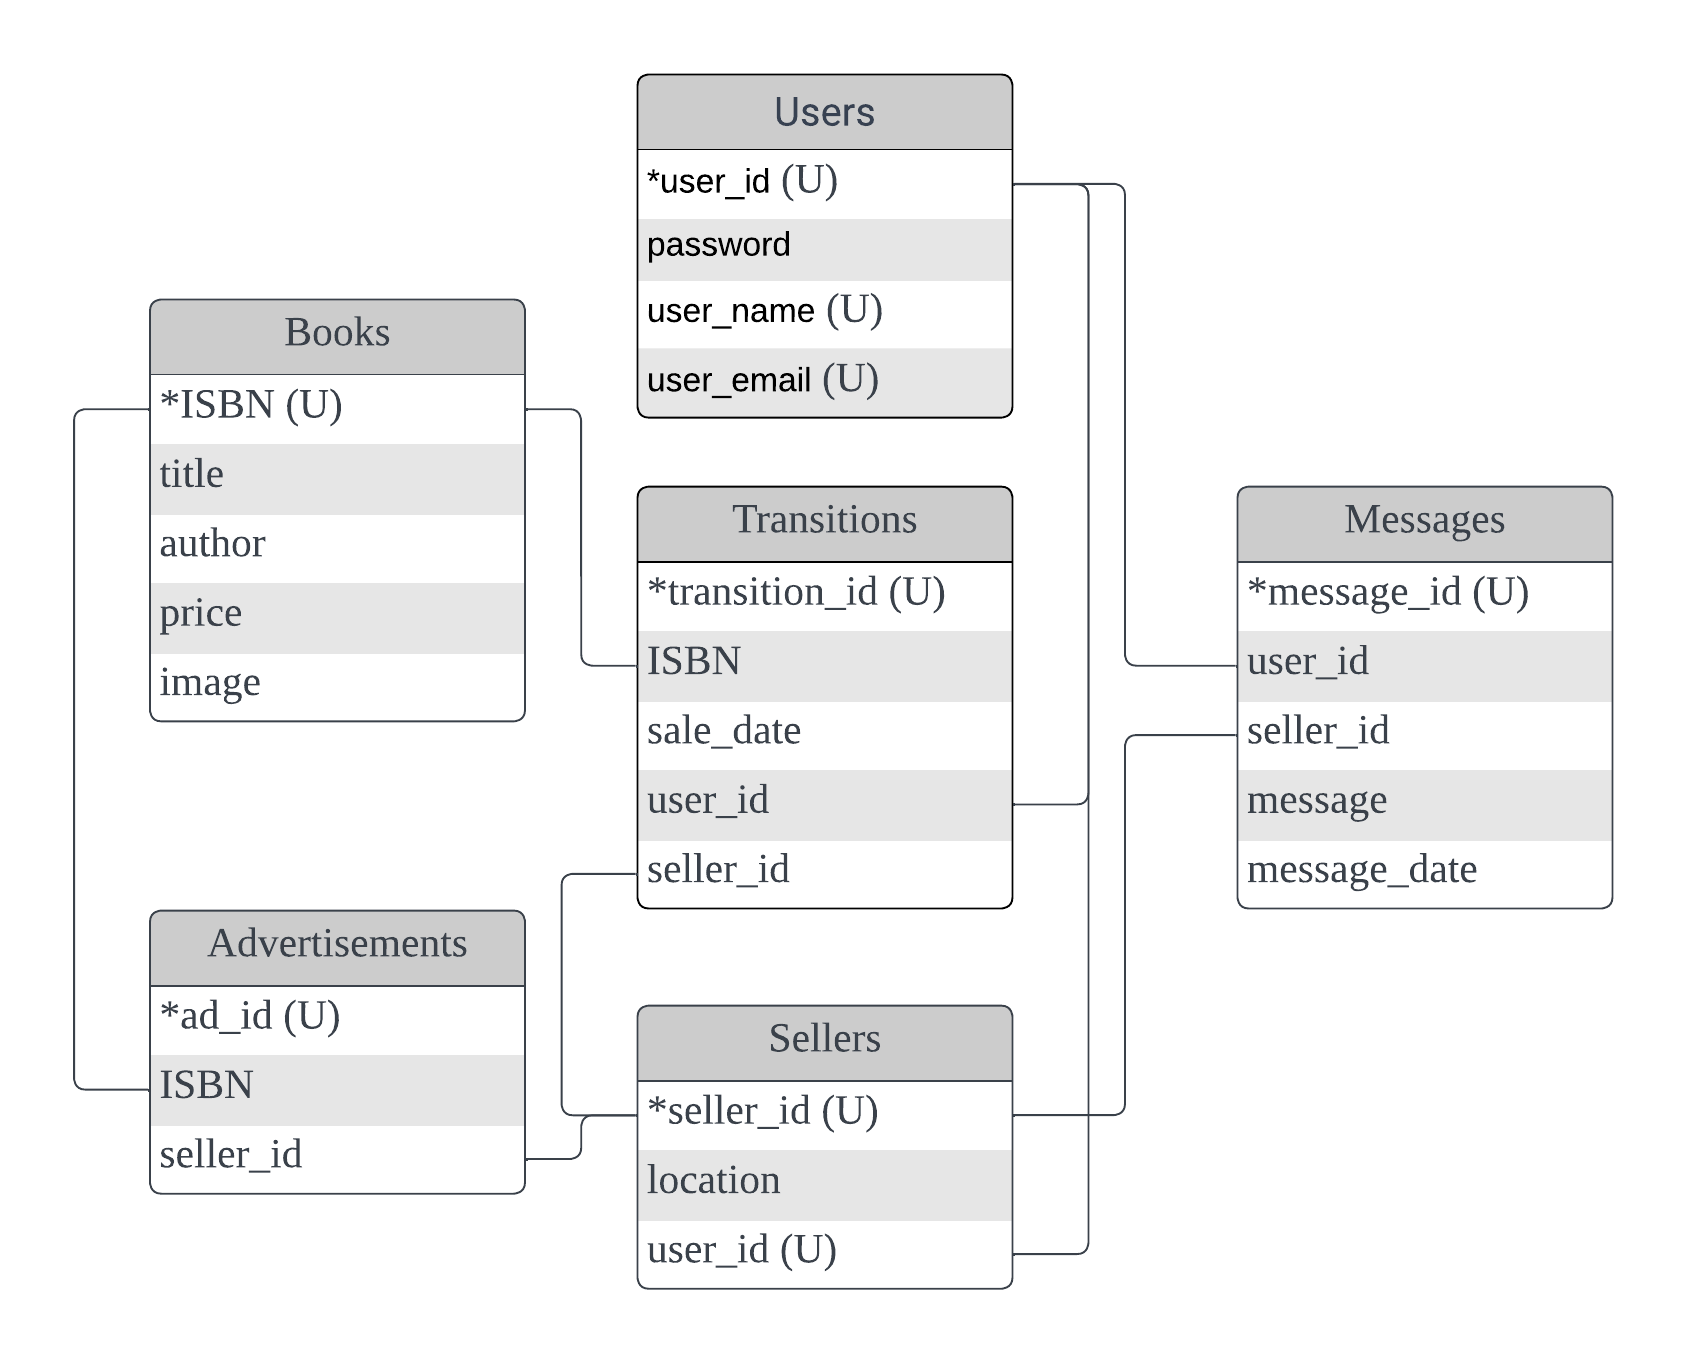 Users
*user_id (U)
password
user_name (U)
user_email (U)
Books
*ISBN (U)
title
author
price
image
Transitions
*transition_id (U)
ISBN
sale_date
user_id
seller_id
Messages
*message_id (U)
user_id
seller_id
message
message_date
Advertisements
*ad_id (U)
ISBN
seller_id
Sellers
*seller_id (U)
location
user_id (U)